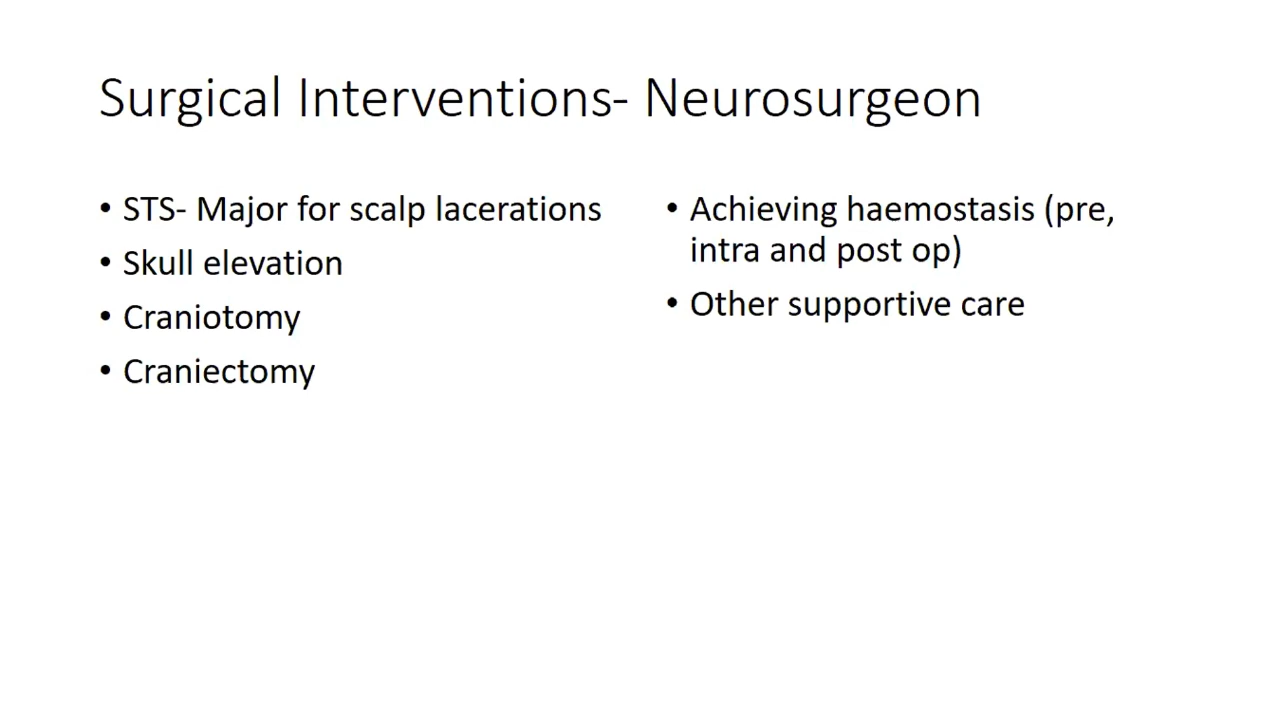 Surgical Interventions- Neurosurgeon
• STS- Major for scalp lacerations
• Skull elevation
• Craniotomy
• Craniectomy
• Achieving haemostasis (pre,
intra and post op)
• Other supportive care